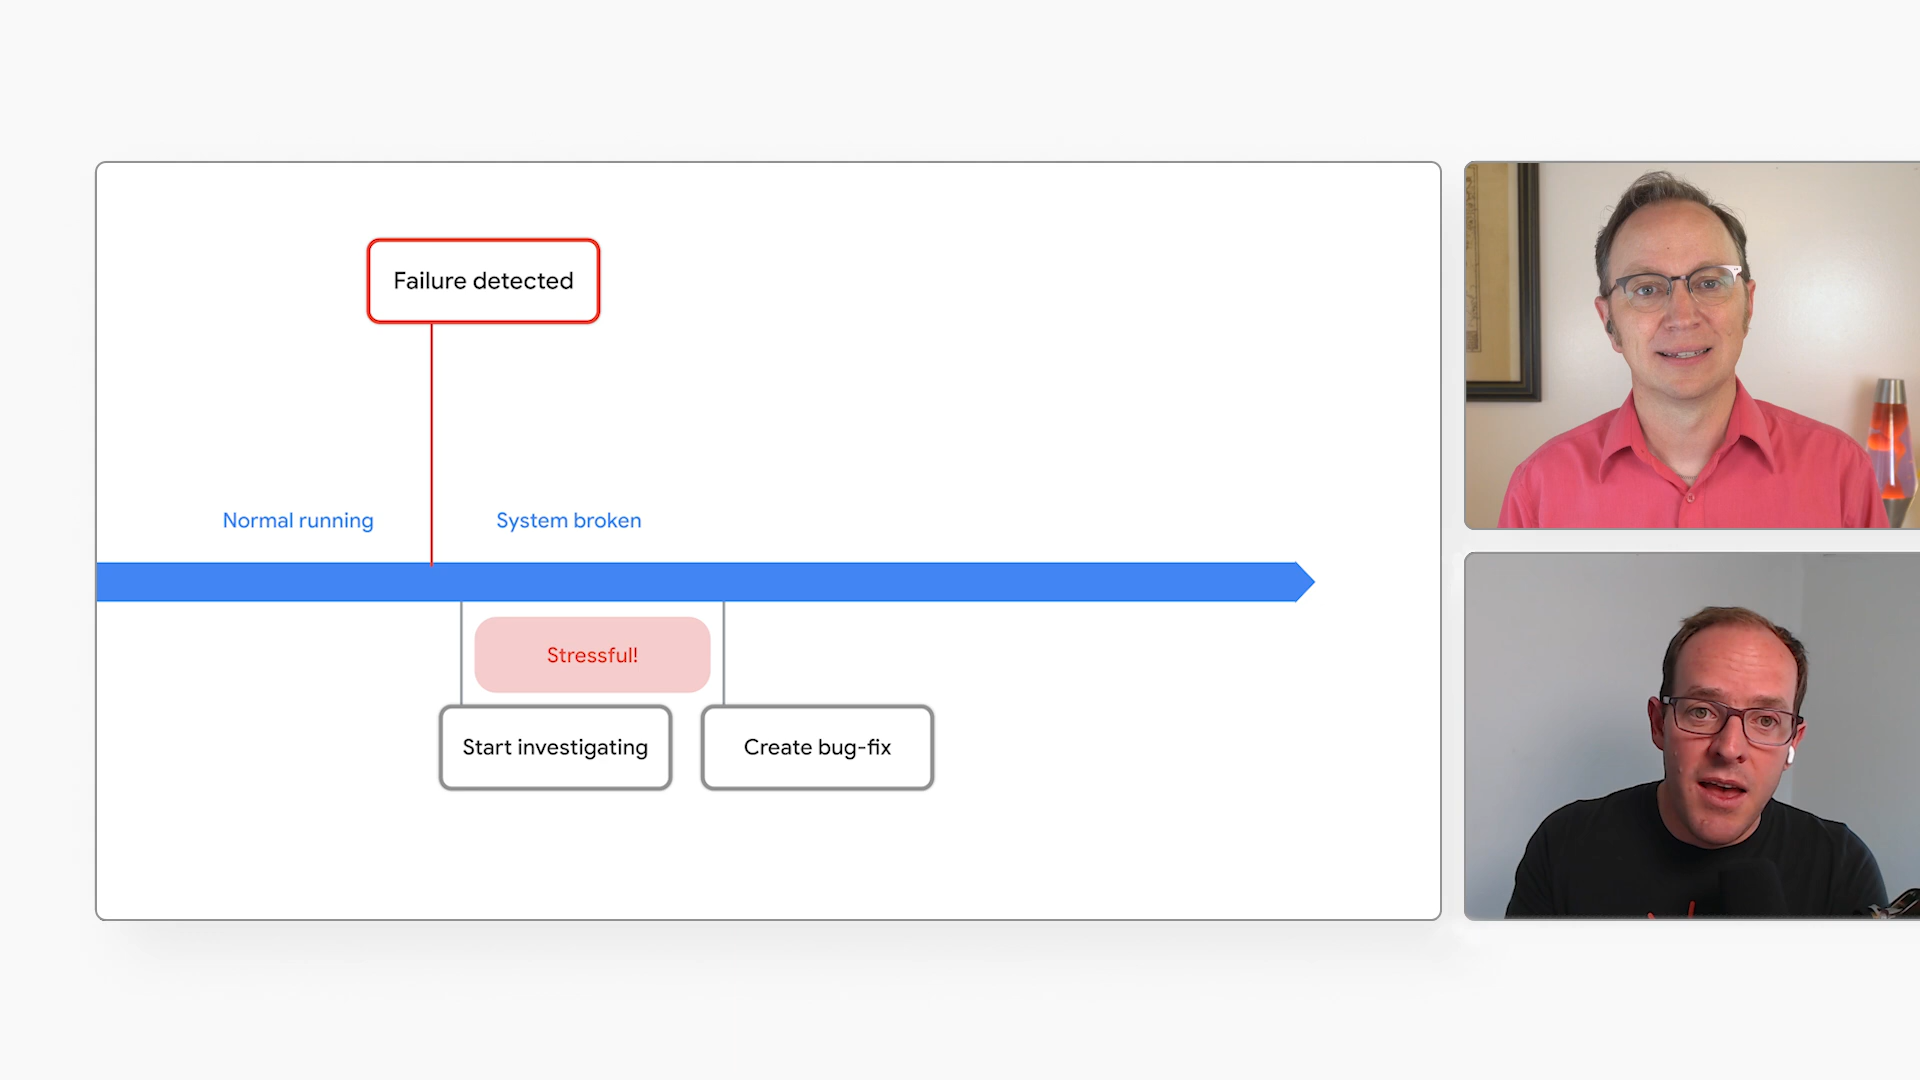 Failure detected
Normal running
System broken
Stressful!
Start investigating
Create bug-fix